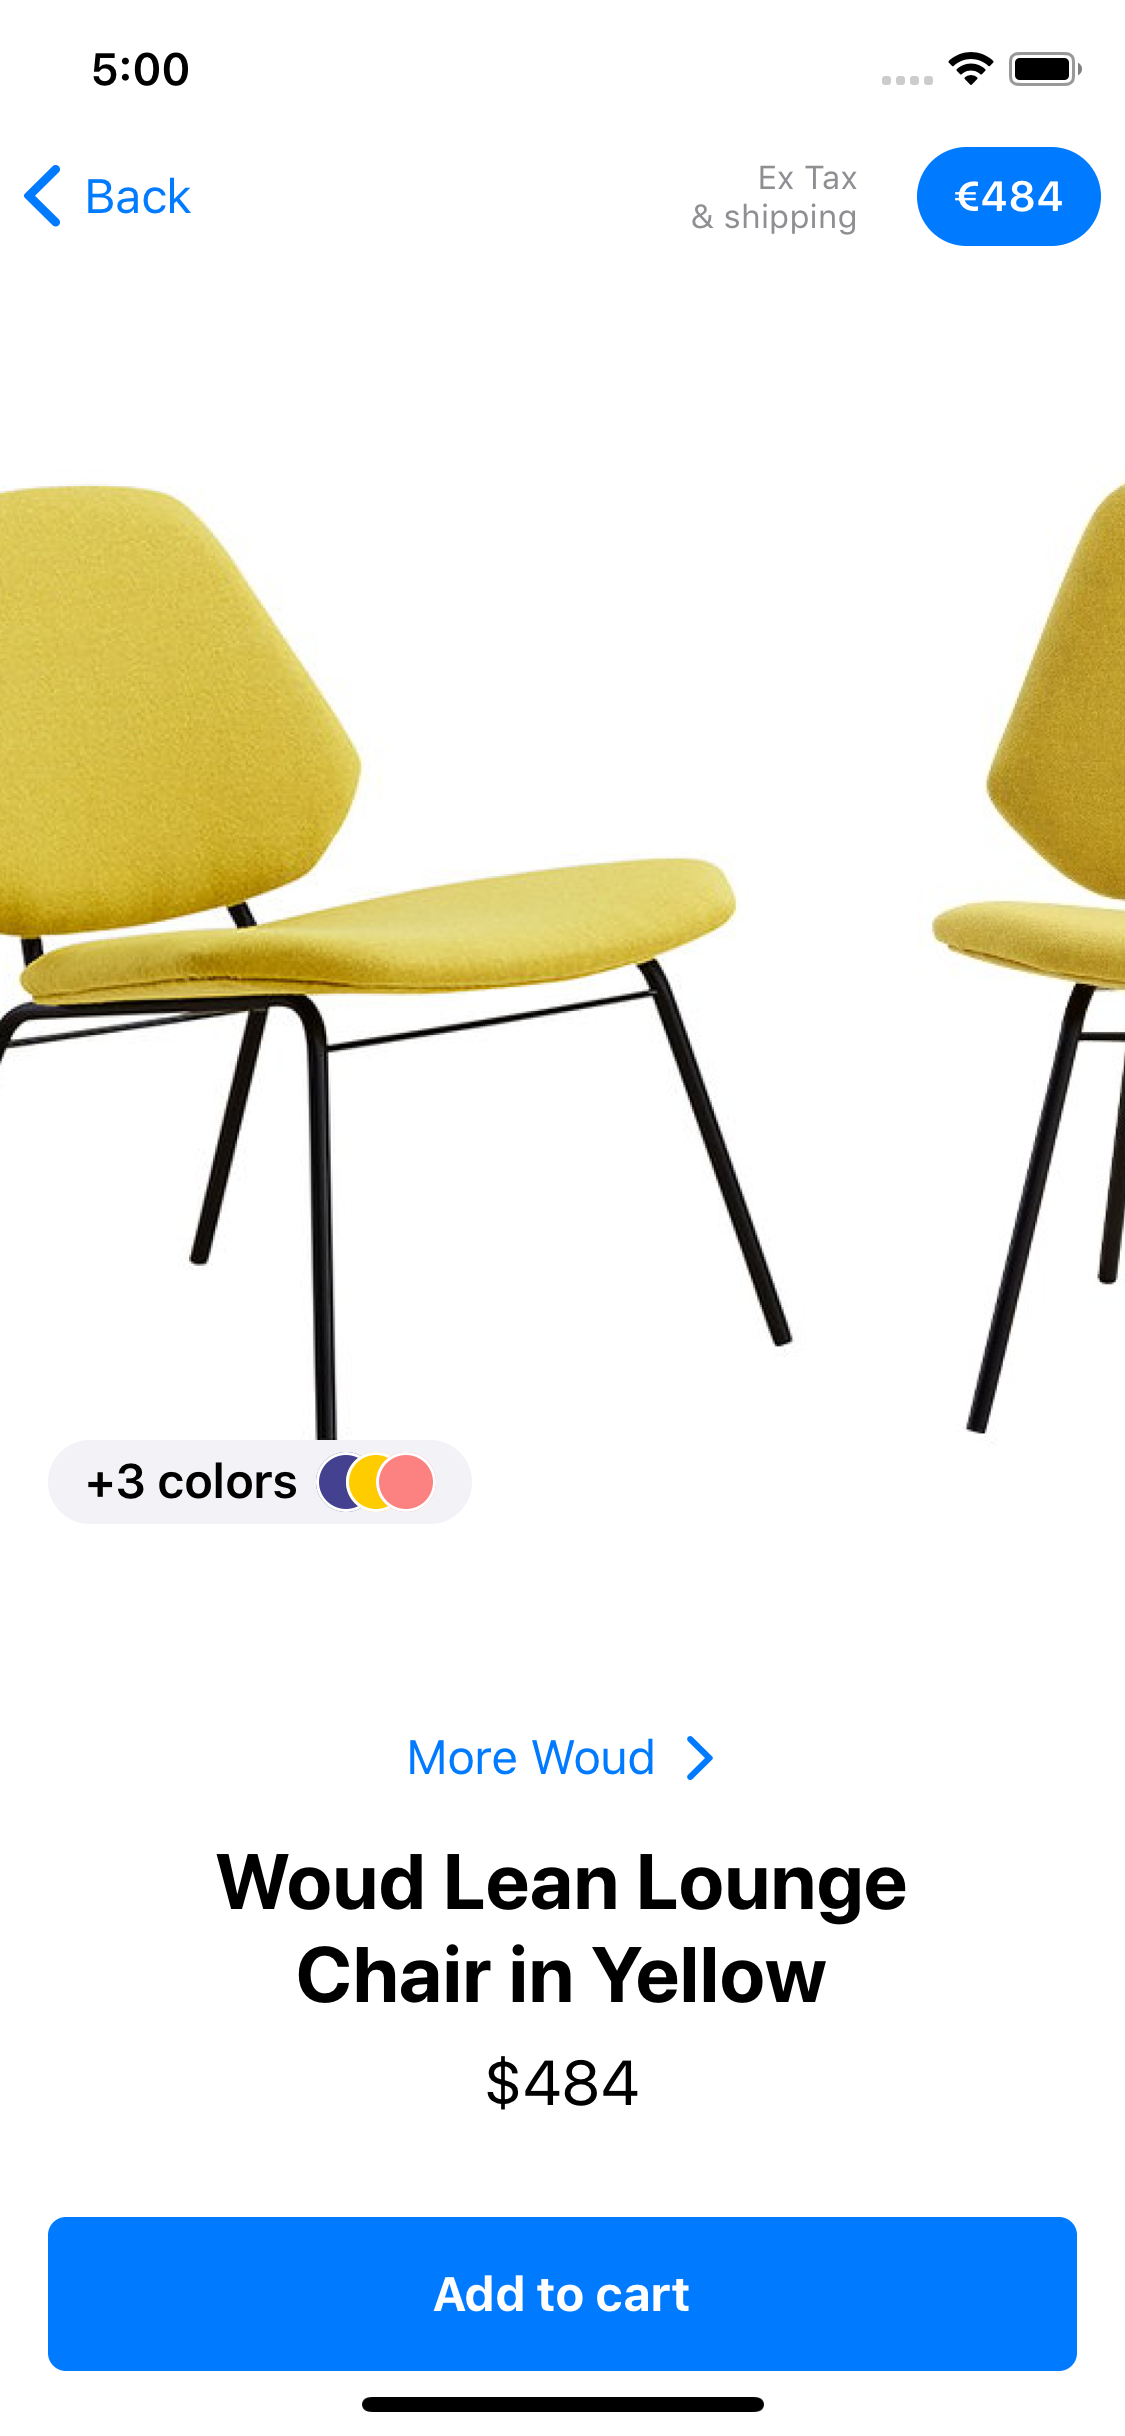 5:00
Back
Ex Tax
& shipping
€484
+3 colors
More Woud
Woud Lean Lounge
Chair in Yellow
$484
Add to cart